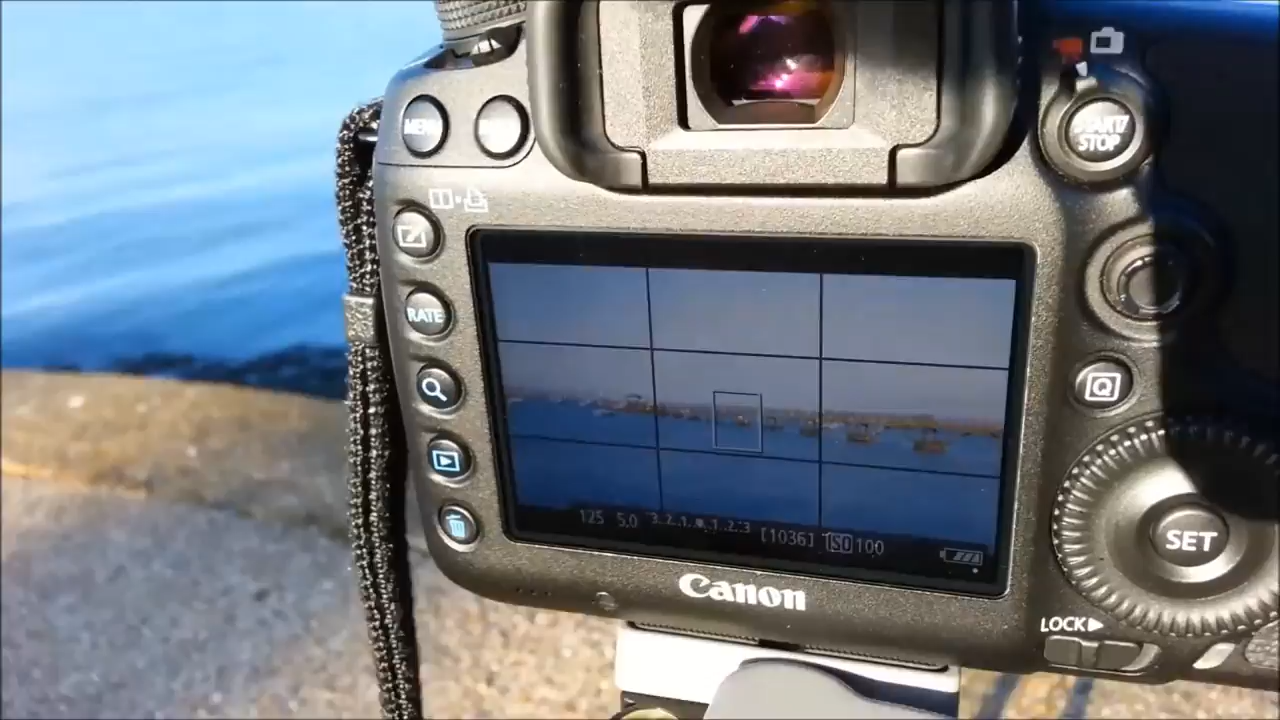 MENU
START/
STOP
RATE
Q
125 5.0 3..2..1..0..1..2..3 [1036] ISO 100
SET
Canon
LOCK▶